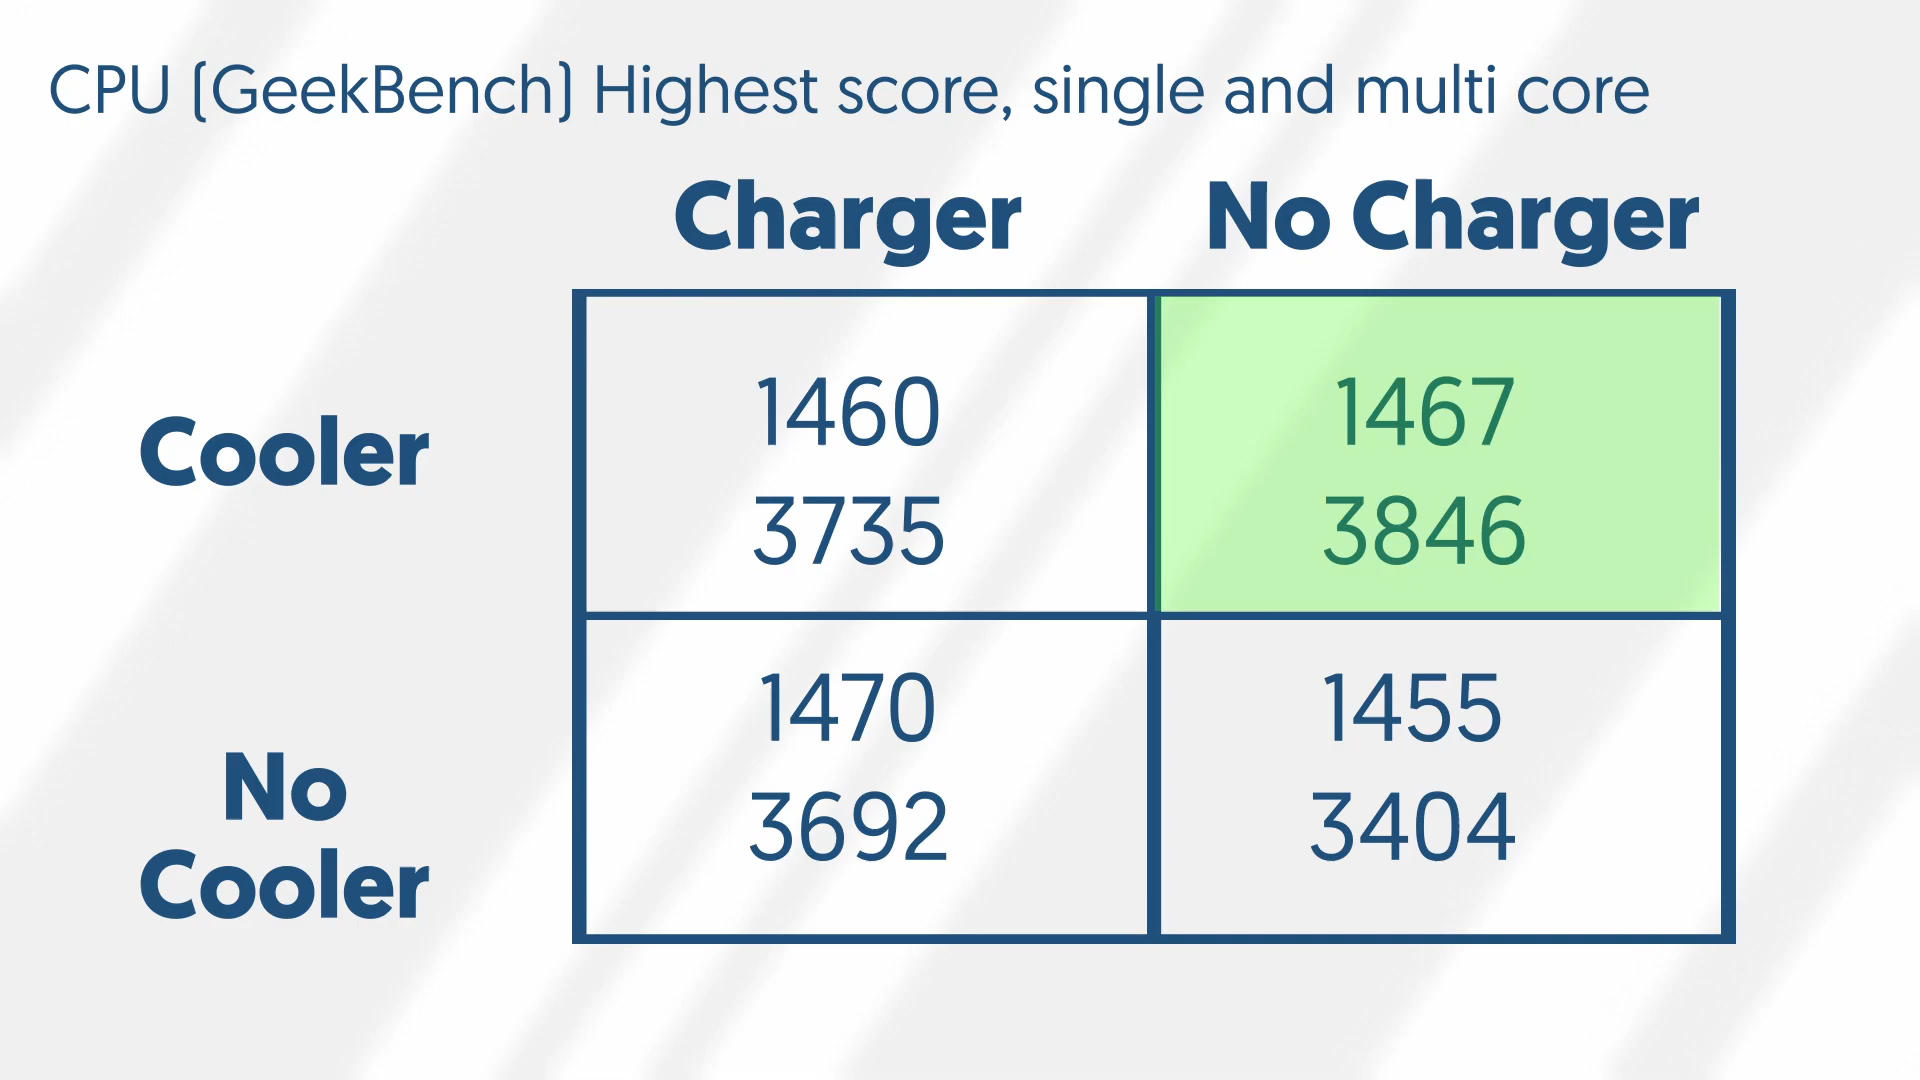 CPU (GeekBench) Highest score, single and multi core
Charger No Charger
Cooler
1460 1467
3735 3846
No
Cooler
1470 1455
3692 3404